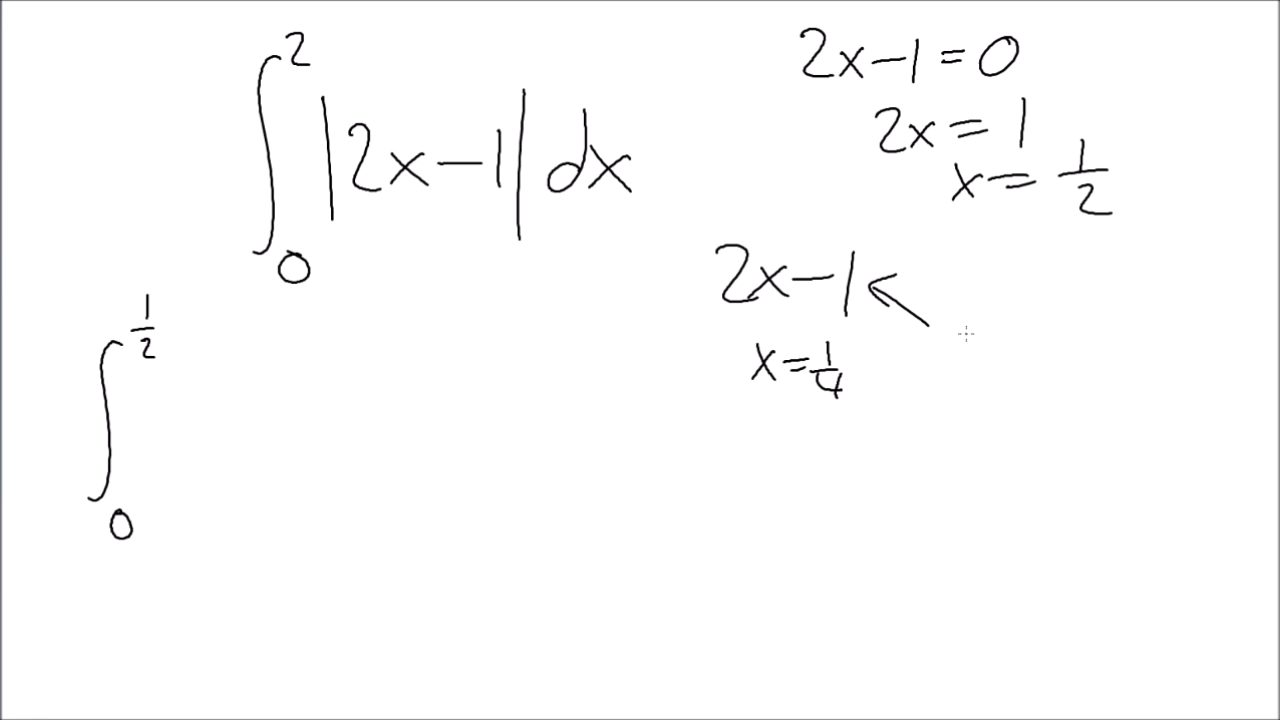 ∫₀² |2x-1| dx
2x-1=0
2x=1
x=1/2
2x-1 ←
x=1/4
∫₀^(1/2)